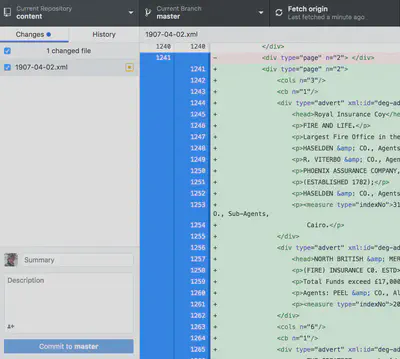 Current Repository
content
Current Branch
master
Fetch origin
Last fetched a minute ago
Changes
History
1 changed file
1907-04-02.xml
1907-04-02.xml
1240 1240 </div>
1241 - <div type="page" n="2"> </div>
1241 + <div type="page" n="2">
1242 + <cols n="3"/>
1243 + <cb n="1"/>
1244 + <div type="advert" xml:id="deg-ad
1245 + <head>Royal Insurance Coy</head
1246 + <p>FIRE AND LIFE.</p>
1247 + <p>Largest Fire Office in the
1248 + <p>HASELDEN &amp; CO., Agents
1249 + <p>R. VITERBO &amp; CO., Agent
1250 + <p>PHOENIX ASSURANCE COMPANY,
1251 + <p>(ESTABLISHED 1782);</p>
1252 + <p>HASELDEN &amp; CO., Agents
1253 + <p><measure type="indexNo">31
O., Sub-Agents,
1254 + Cairo.</p>
1255 + </div>
1256 + <div type="advert" xml:id="deg-ad
1257 + <head>NORTH BRITISH &amp; MER
1258 + <p>(FIRE) INSURANCE C0. ESTD>
1259 + <p>Total Funds exceed £17,000
1260 + <p>Agents: PEEL &amp; CO., Al
1261 + <p><measure type="indexNo">20
1262 + </div>
1263 + <cols n="6"/>
1264 + <cb n="1"/>
1265 + <div type="advert" xml:id="deg-ad
Summary
Description
Commit to master